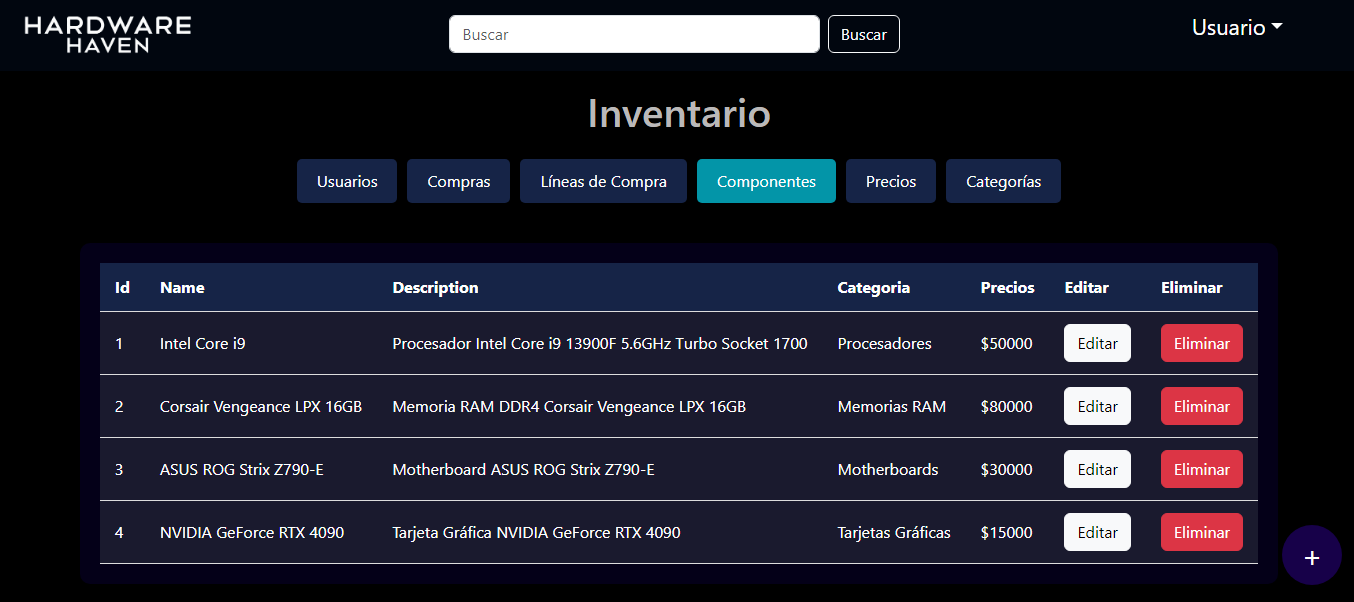 HARDWARE
HAVEN
Buscar Buscar Usuario
Inventario
Usuarios Compras Líneas de Compra Componentes Precios Categorías
Id Name Description Categoria Precios Editar Eliminar
1 Intel Core i9 Procesador Intel Core i9 13900F 5.6GHz Turbo Socket 1700 Procesadores $50000 Editar Eliminar
2 Corsair Vengeance LPX 16GB Memoria RAM DDR4 Corsair Vengeance LPX 16GB Memorias RAM $80000 Editar Eliminar
3 ASUS ROG Strix Z790-E Motherboard ASUS ROG Strix Z790-E Motherboards $30000 Editar Eliminar
4 NVIDIA GeForce RTX 4090 Tarjeta Gráfica NVIDIA GeForce RTX 4090 Tarjetas Gráficas $15000 Editar Eliminar
+